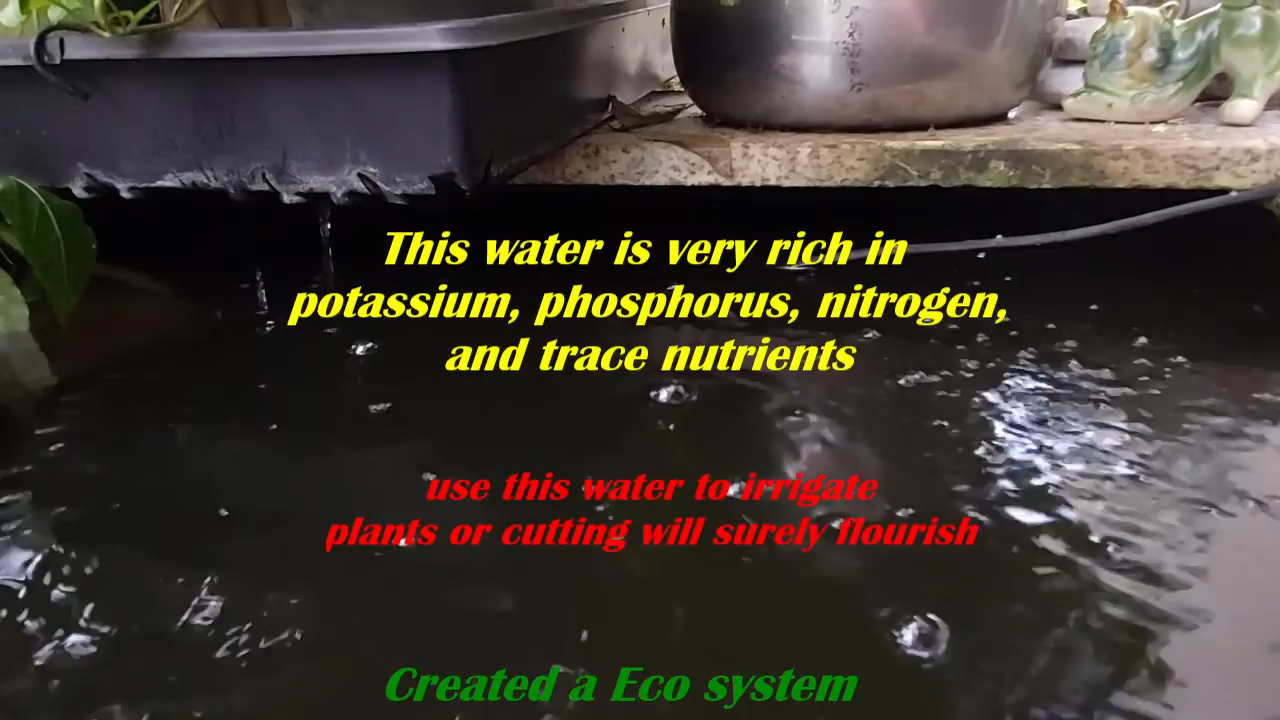 This water is very rich in
potassium, phosphorus, nitrogen,
and trace nutrients
use this water to irrigate
plants or cutting will surely flourish
Created a Eco system